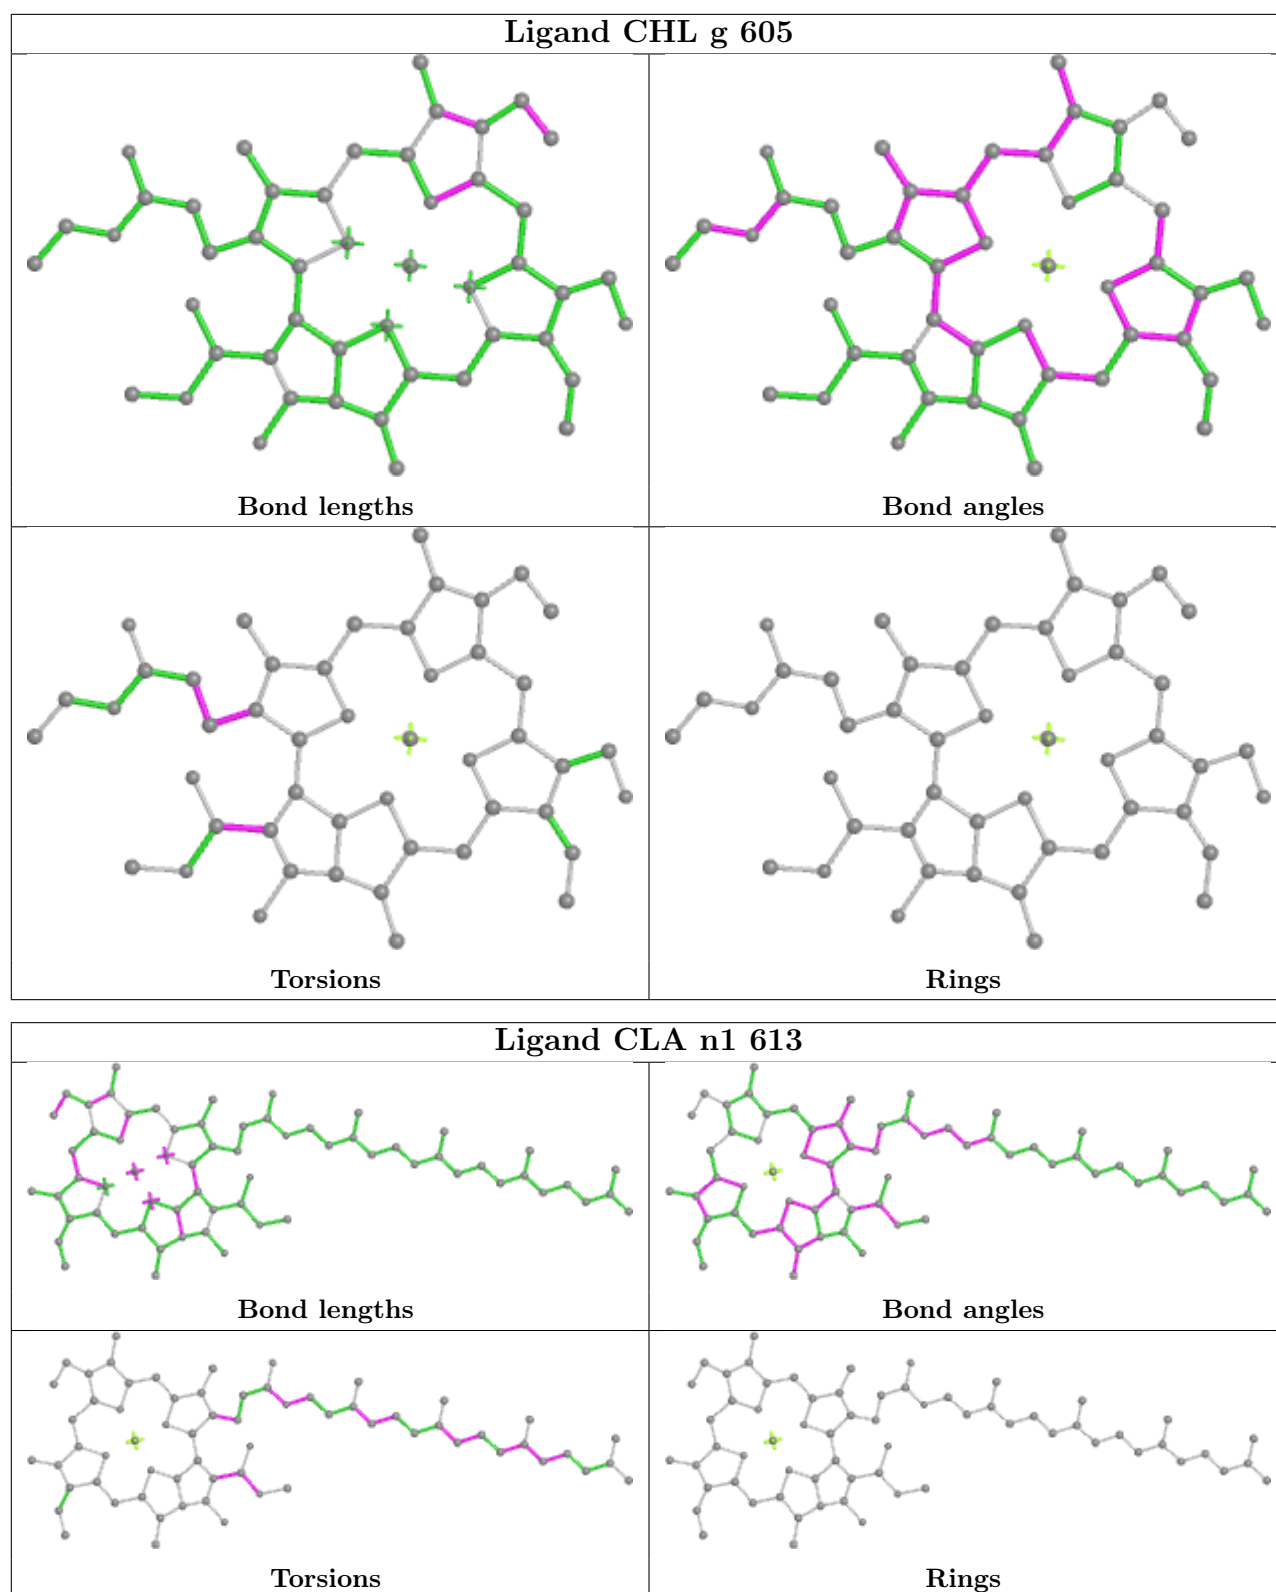 Ligand CHL g 605
Bond lengths
Bond angles
Torsions
Rings
Ligand CLA n1 613
Bond lengths
Bond angles
Torsions
Rings